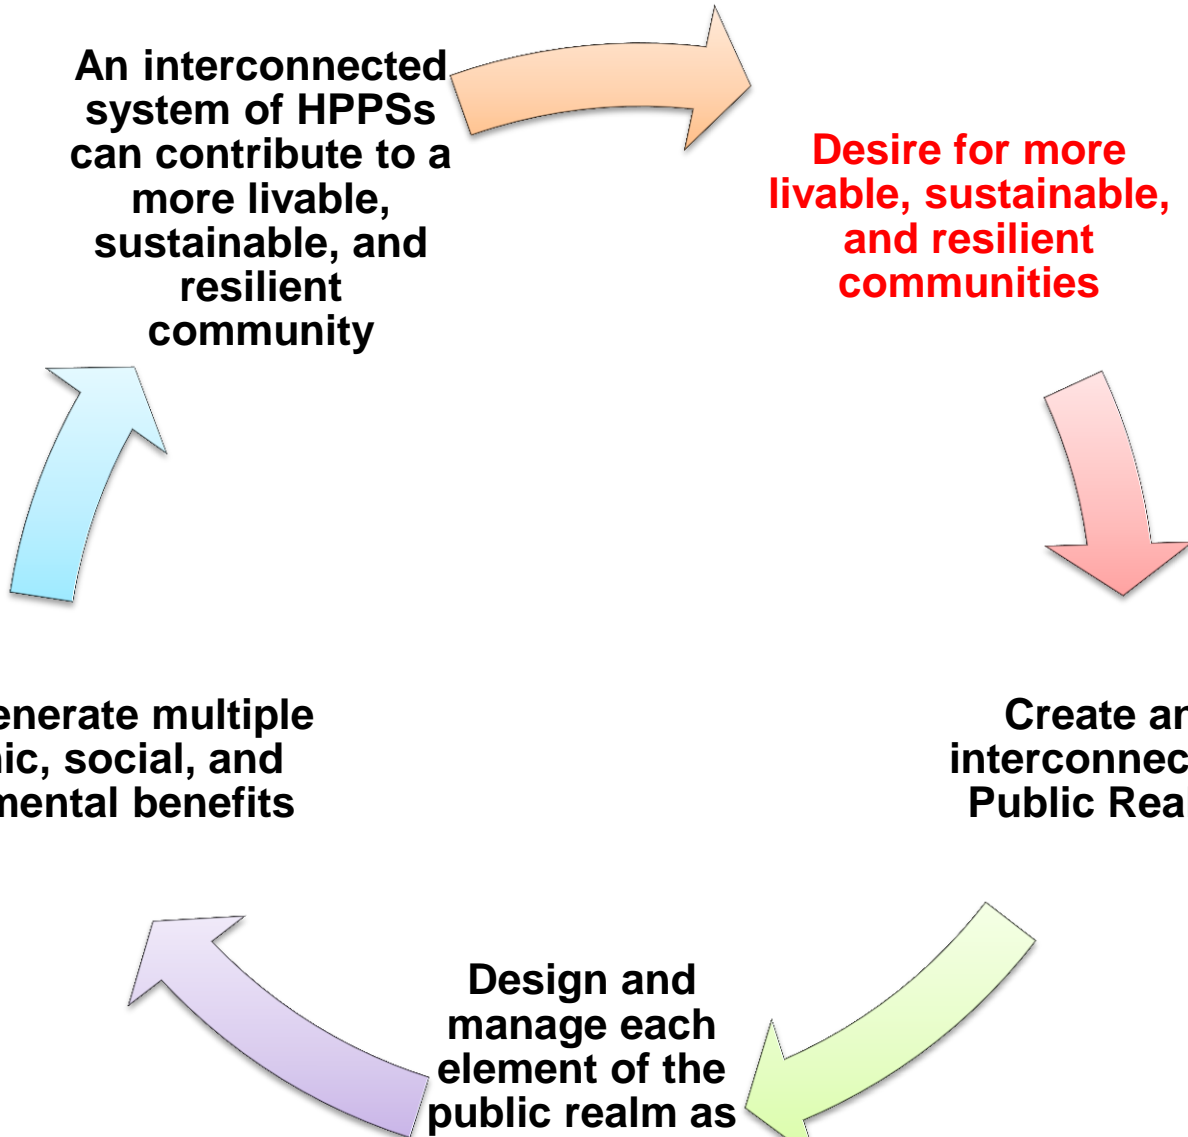 An interconnected
system of HPPSs
can contribute to a
more livable,
sustainable, and
resilient
community
Desire for more
livable, sustainable,
and resilient
communities
Create an
interconnec
Public Real
Design and
manage each
element of the
public realm as
enerate multiple
ic, social, and
mental benefits